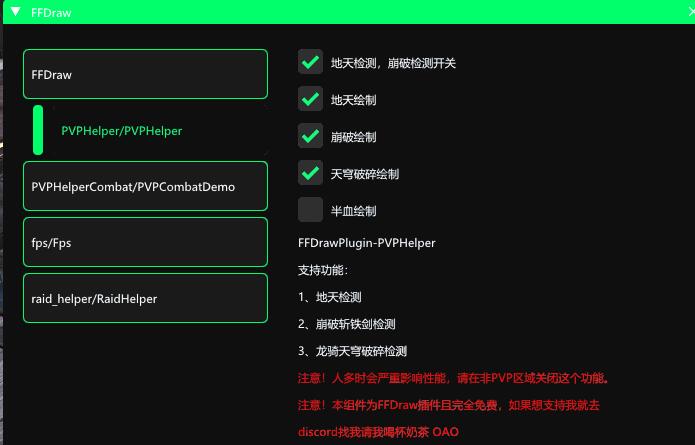 FFDraw
FFDraw
PVPHelper/PVPHelper
PVPHelperCombat/PVPCombatDemo
fps/Fps
raid_helper/RaidHelper
地天检测，崩破检测开关
地天绘制
崩破绘制
天穹破碎绘制
半血绘制
FFDrawPlugin-PVPHelper
支持功能：
1、地天检测
2、崩破斩铁剑检测
3、龙骑天穹破碎检测
注意！人多时会严重影响性能，请在非PVP区域关闭这个功能。
注意！本组件为FFDraw插件且完全免费，如果想支持我就去
discord找我请我喝杯奶茶 OAO